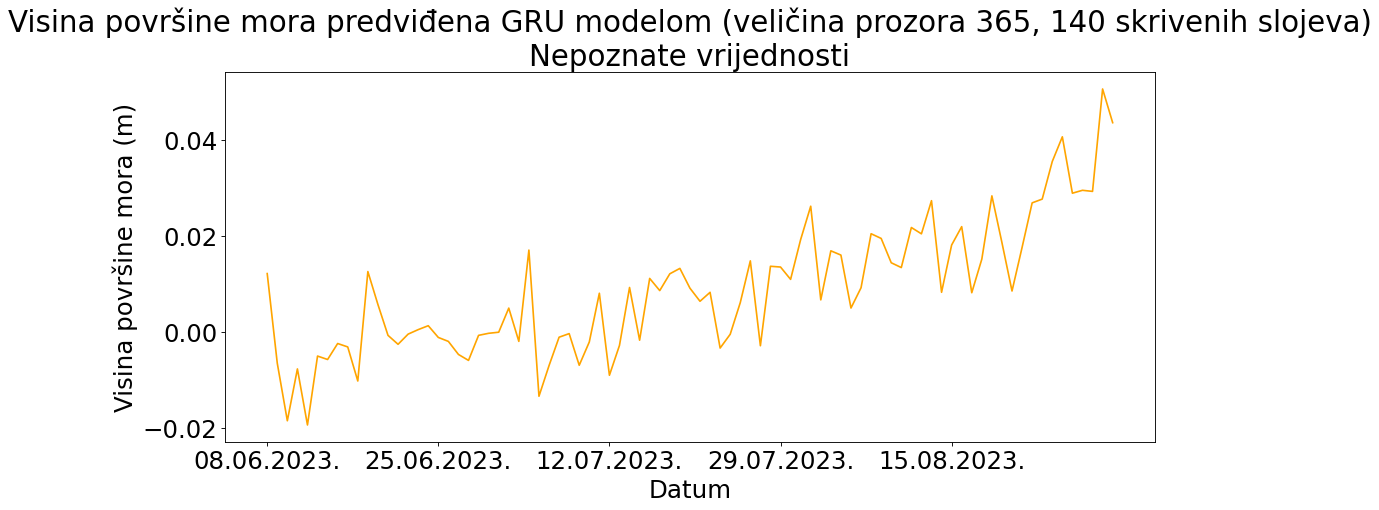 Visina površine mora predviđena GRU modelom (veličina prozora 365, 140 skrivenih slojeva)
Nepoznate vrijednosti
Visina površine mora (m)
0.04
0.02
0.00
−0.02
08.06.2023. 25.06.2023. 12.07.2023. 29.07.2023. 15.08.2023.
Datum